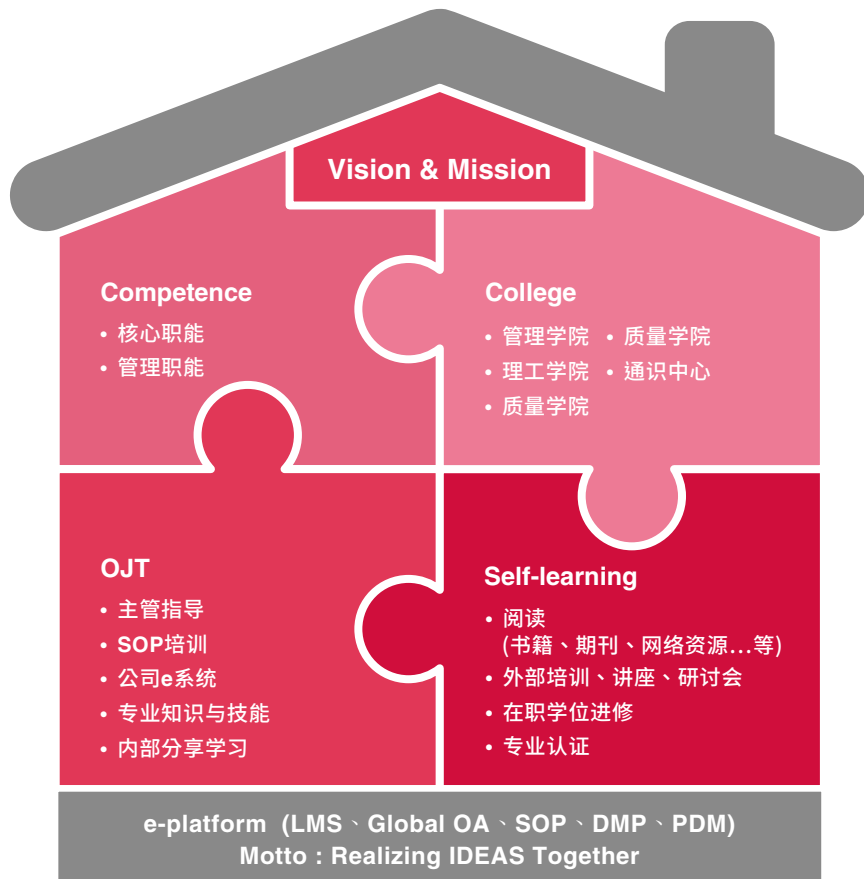 Vision & Mission
Competence
• 核心职能
• 管理职能
College
• 管理学院 • 质量学院
• 理工学院 • 通识中心
• 质量学院
OJT
• 主管指导
• SOP培训
• 公司e系统
• 专业知识与技能
• 内部分享学习
Self-learning
• 阅读
(书籍、期刊、网络资源...等)
• 外部培训、讲座、研讨会
• 在职学位进修
• 专业认证
e-platform (LMS、Global OA、SOP、DMP、PDM)
Motto : Realizing IDEAS Together